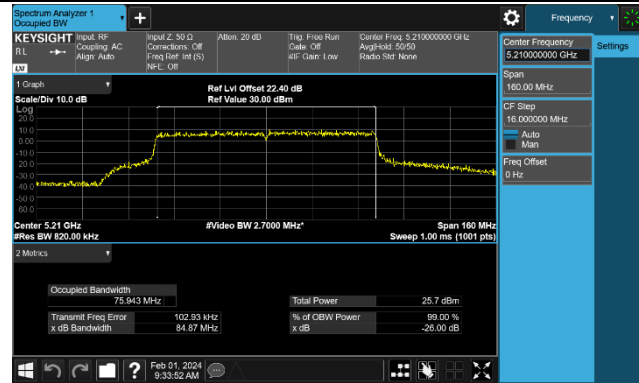 Spectrum Analyzer 1
Occupied BW
Frequency
KEYSIGHT
RL
LXI
Input: RF
Coupling: AC
Align: Auto
Input Z: 50 Ω
Corrections: Off
Freq Ref: Int (S)
NFE: Off
Atten: 20 dB
Trig: Free Run
Gate: Off
#IF Gain: Low
Center Freq: 5.210000000 GHz
Avg|Hold: 50/50
Radio Std: None
Center Frequency
5.210000000 GHz
Settings
Span
160.00 MHz
CF Step
16.000000 MHz
Auto
Man
Freq Offset
0 Hz
1 Graph
Scale/Div 10.0 dB
Ref Lvl Offset 22.40 dB
Ref Value 30.00 dBm
Log
20.0
10.0
0.00
-10.0
-20.0
-30.0
-40.0
-50.0
-60.0
Center 5.21 GHz
#Video BW 2.7000 MHz*
Span 160 MHz
#Res BW 820.00 kHz
Sweep 1.00 ms (1001 pts)
2 Metrics
Occupied Bandwidth
75.943 MHz
Total Power 25.7 dBm
Transmit Freq Error 102.93 kHz
% of OBW Power 99.00 %
x dB Bandwidth 84.87 MHz
x dB -26.00 dB
?
Feb 01, 2024
9:33:52 AM